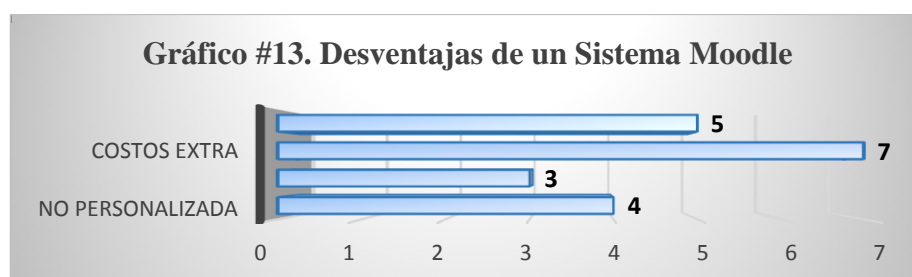 Gráfico #13. Desventajas de un Sistema Moodle
5
COSTOS EXTRA 7
3
NO PERSONALIZADA 4
0 1 2 3 4 5 6 7